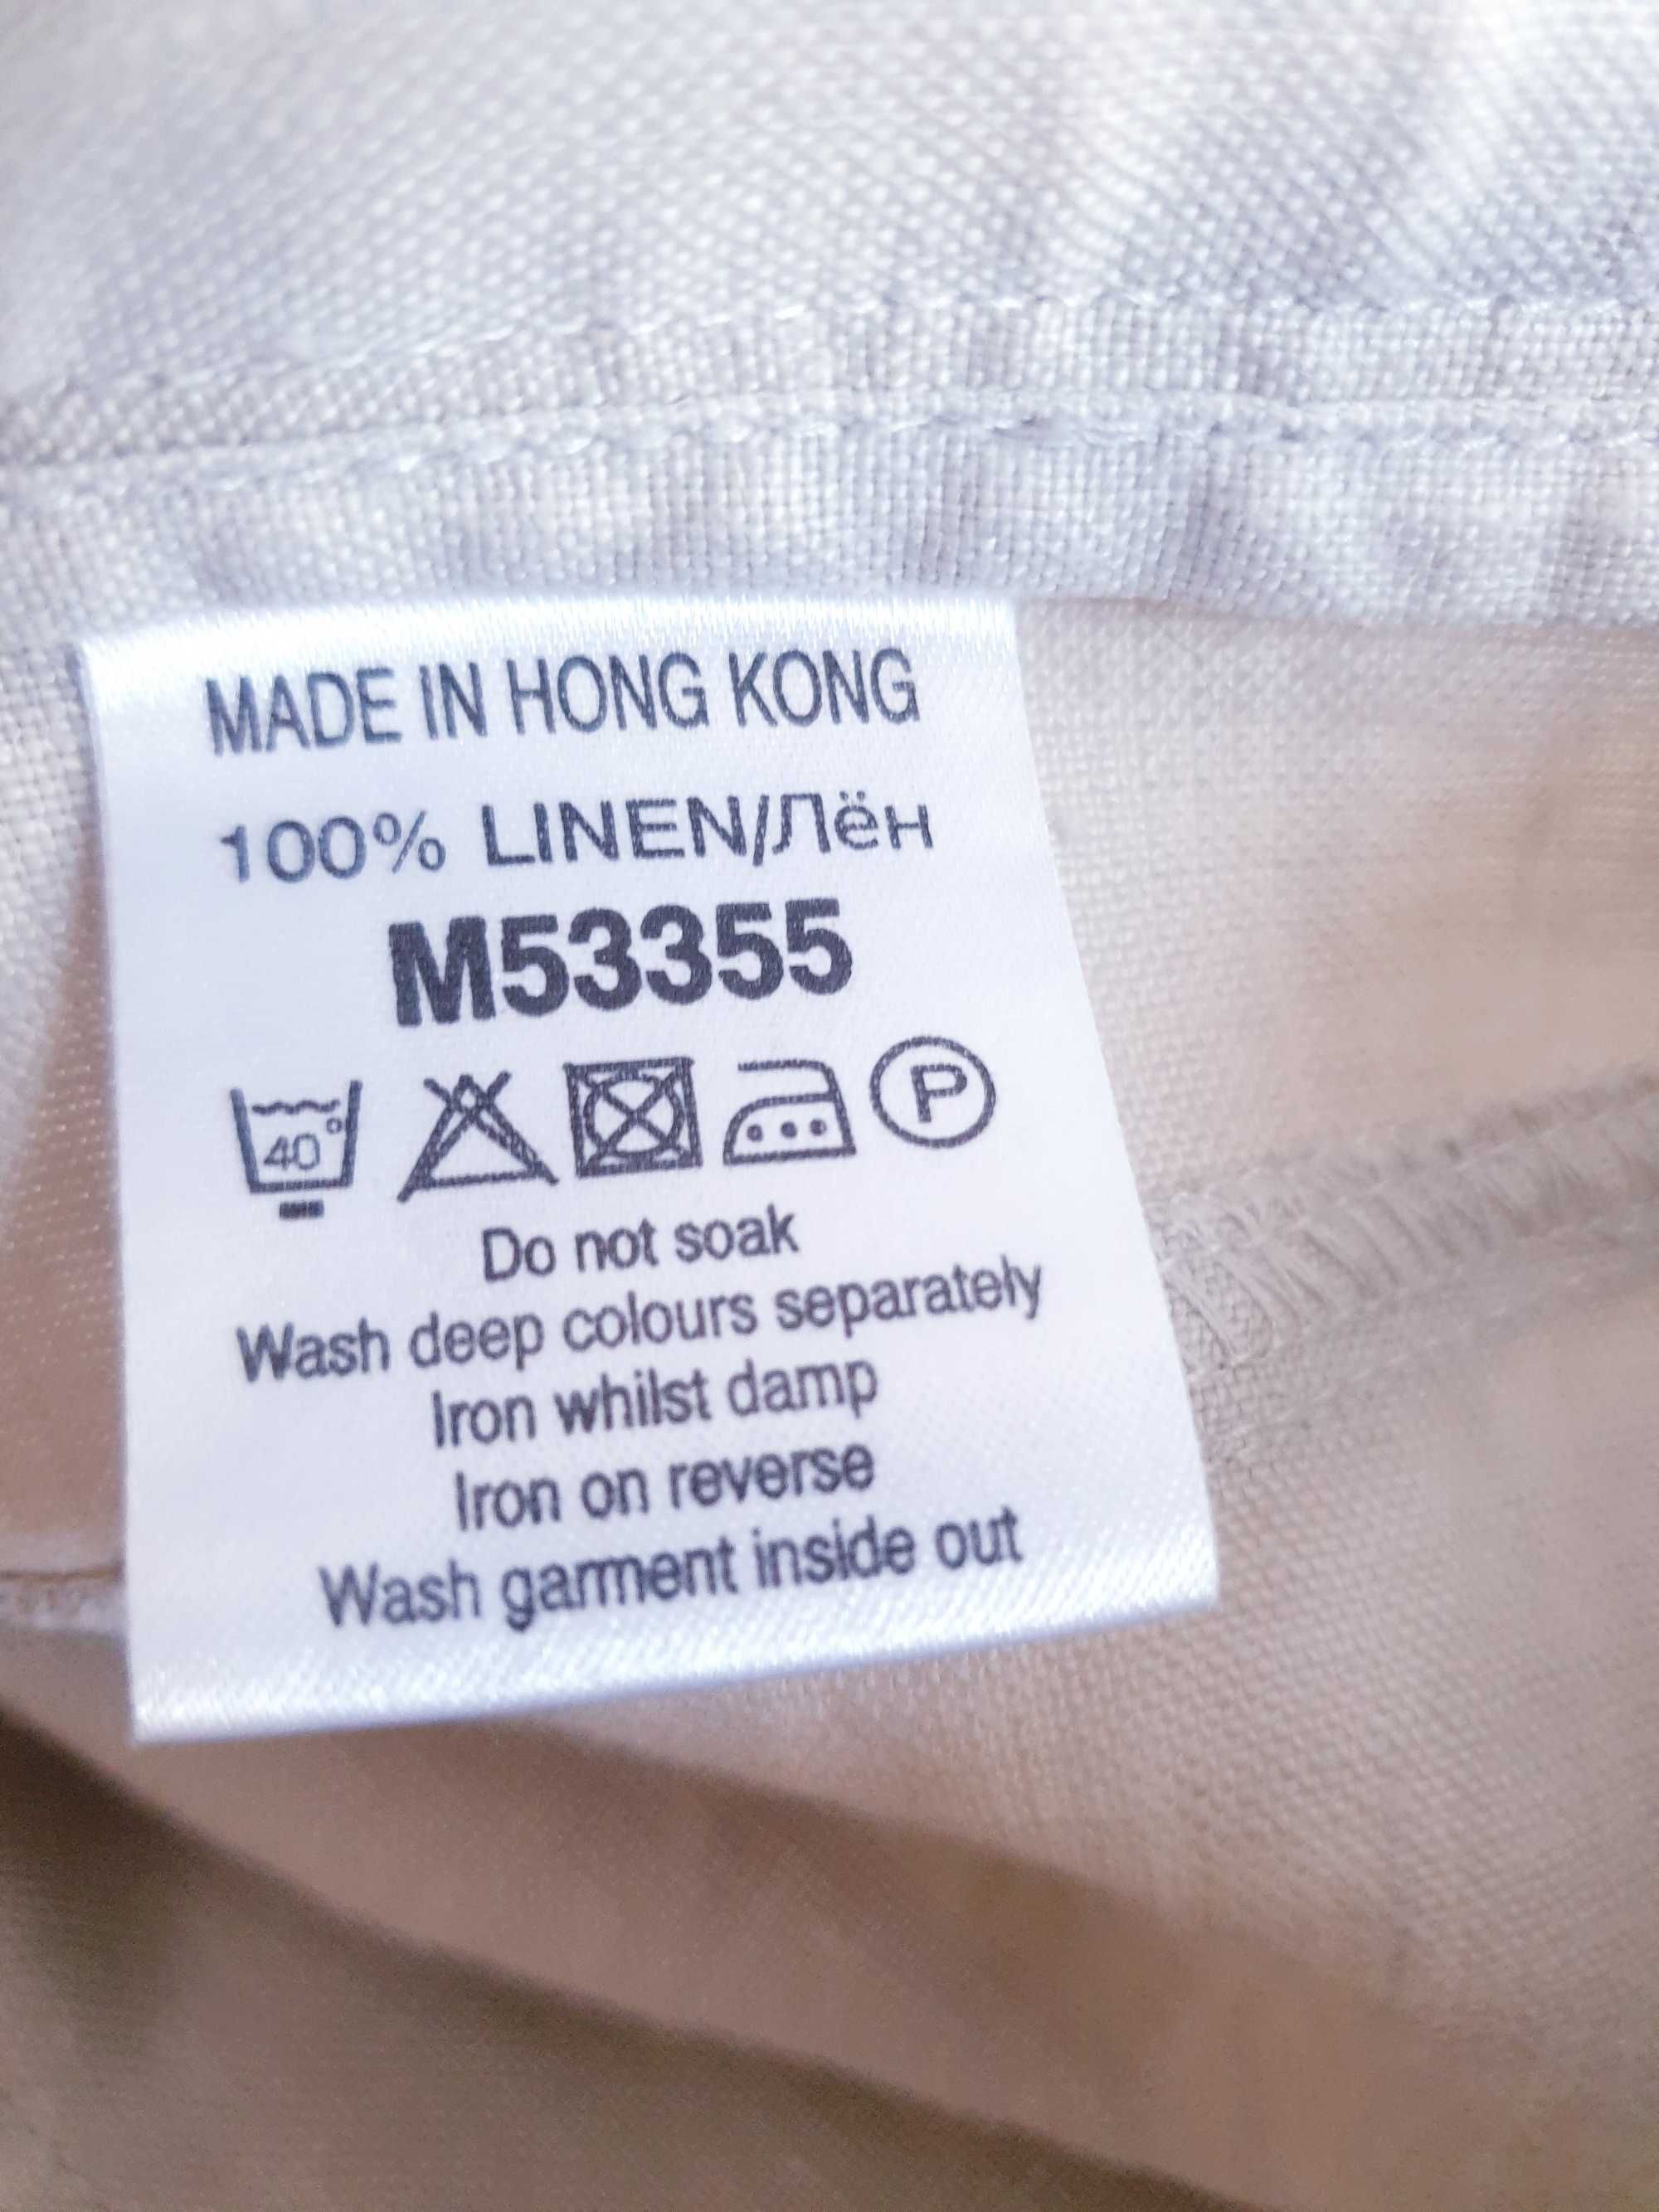 MADE IN HONG KONG
100% LINEN/Лён
M53355
40° P
Do not soak
Wash deep colours separately
Iron whilst damp
Iron on reverse
Wash garment inside out